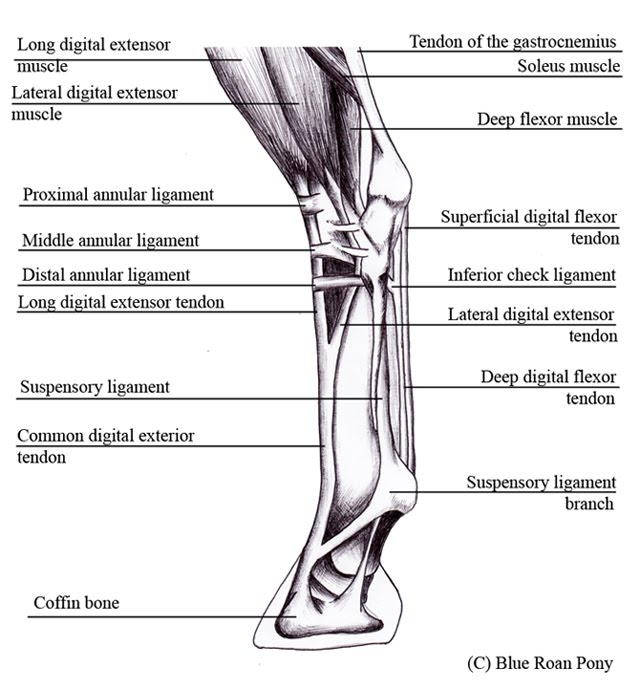 Long digital extensor
muscle
Lateral digital extensor
muscle
Proximal annular ligament
Middle annular ligament
Distal annular ligament
Long digital extensor tendon
Suspensory ligament
Common digital exterior
tendon
Coffin bone
Tendon of the gastrocnemius
Soleus muscle
Deep flexor muscle
Superficial digital flexor
tendon
Inferior check ligament
Lateral digital extensor
tendon
Deep digital flexor
tendon
Suspensory ligament
branch
(C) Blue Roan Pony